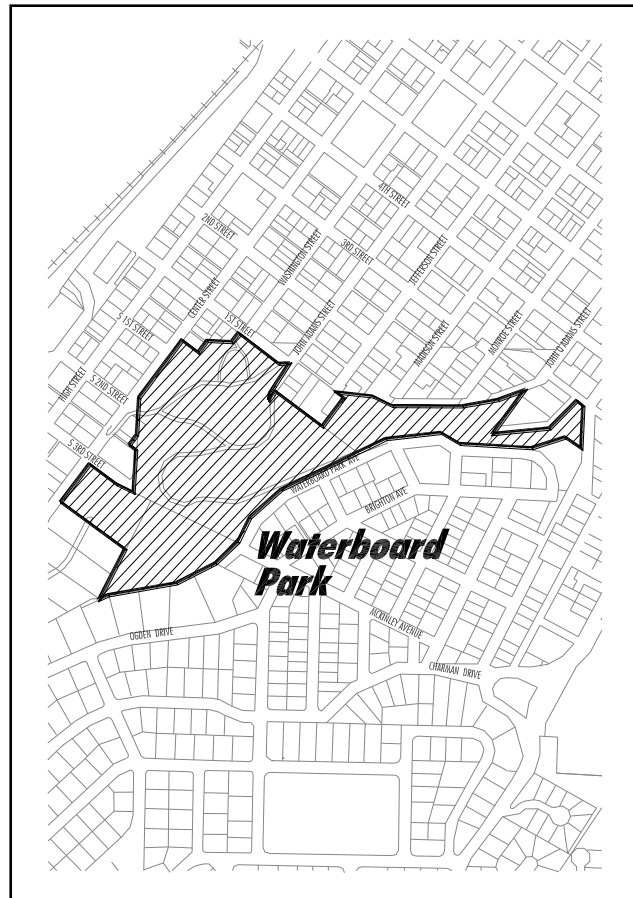 4TH STREET
2ND STREET
3RD STREET
WASHINGTON STREET
JEFFERSON STREET
CENTER STREET
S 1ST STREET
1ST STREET
JOHN ADAMS STREET
MADISON STREET
MONROE STREET
JOHN Q ADAMS STREET
HIGH STREET
S 2ND STREET
S 3RD STREET
WATERBOARD PARK AVE
BRIGHTON AVE
Waterboard
Park
MCKINLEY AVENUE
OGDEN DRIVE
CHARMAN DRIVE